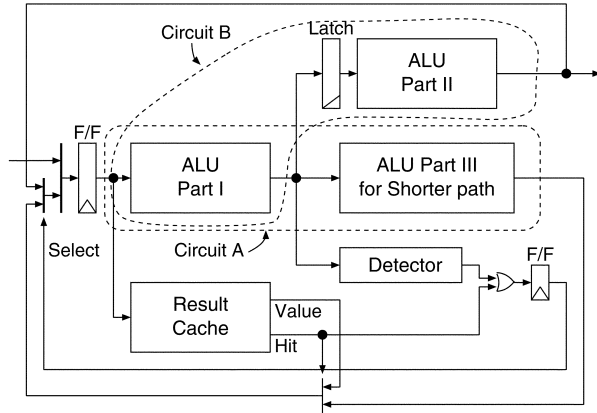 Circuit B
Latch
ALU
Part II
F/F
ALU
Part I
ALU Part III
for Shorter path
Select
Circuit A
Detector
F/F
Result
Cache
Value
Hit